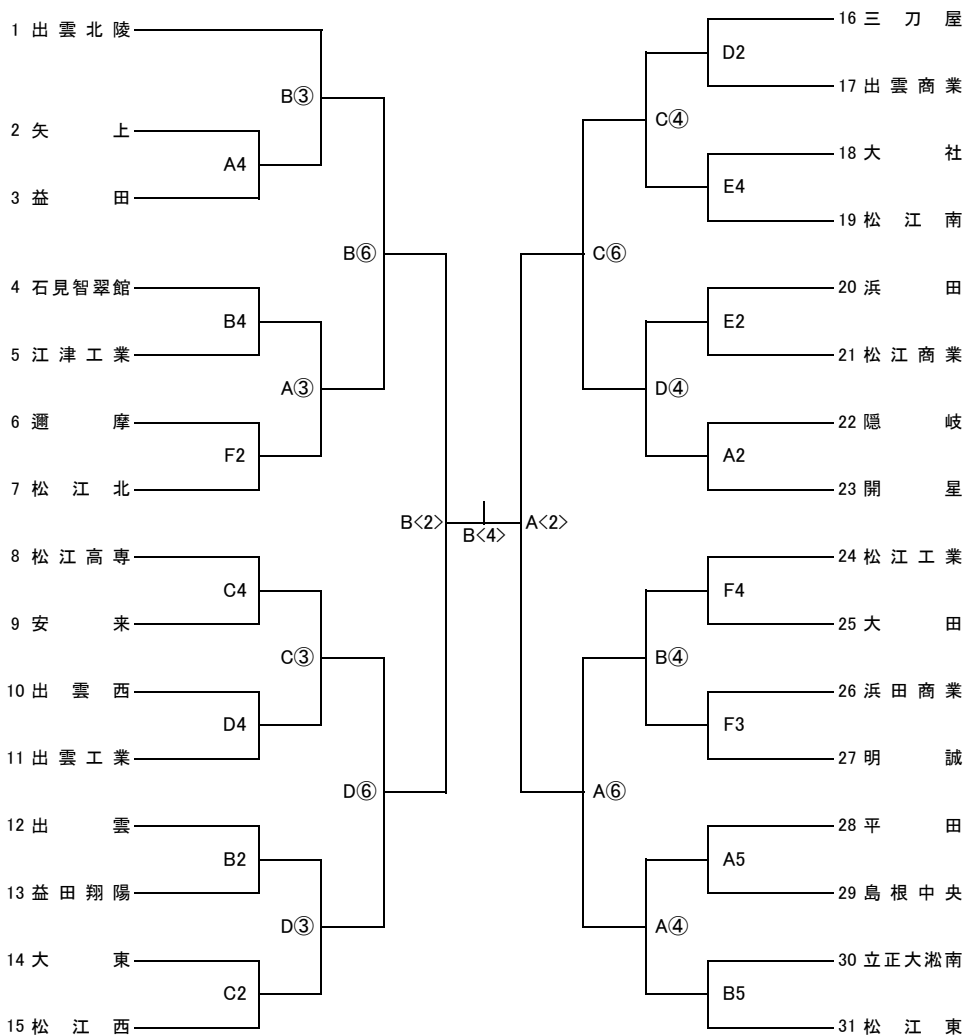 1 出雲北陵
B③
2 矢上
A4
3 益田
B⑥
4 石見智翠館
B4
5 江津工業
A③
6 邇摩
F2
7 松江北
B<2>
8 松江高専
C4
9 安来
C③
10 出雲西
D4
11 出雲工業
D⑥
12 出雲
B2
13 益田翔陽
D③
14 大東
C2
15 松江西
B<4>
16 三刀屋
D2
17 出雲商業
C④
18 大社
E4
19 松江南
C⑥
20 浜田
E2
21 松江商業
D④
22 隠岐
A2
23 開星
A<2>
24 松江工業
F4
25 大田
B④
26 浜田商業
F3
27 明誠
A⑥
28 平田
A5
29 島根中央
A④
30 立正大淞南
B5
31 松江東